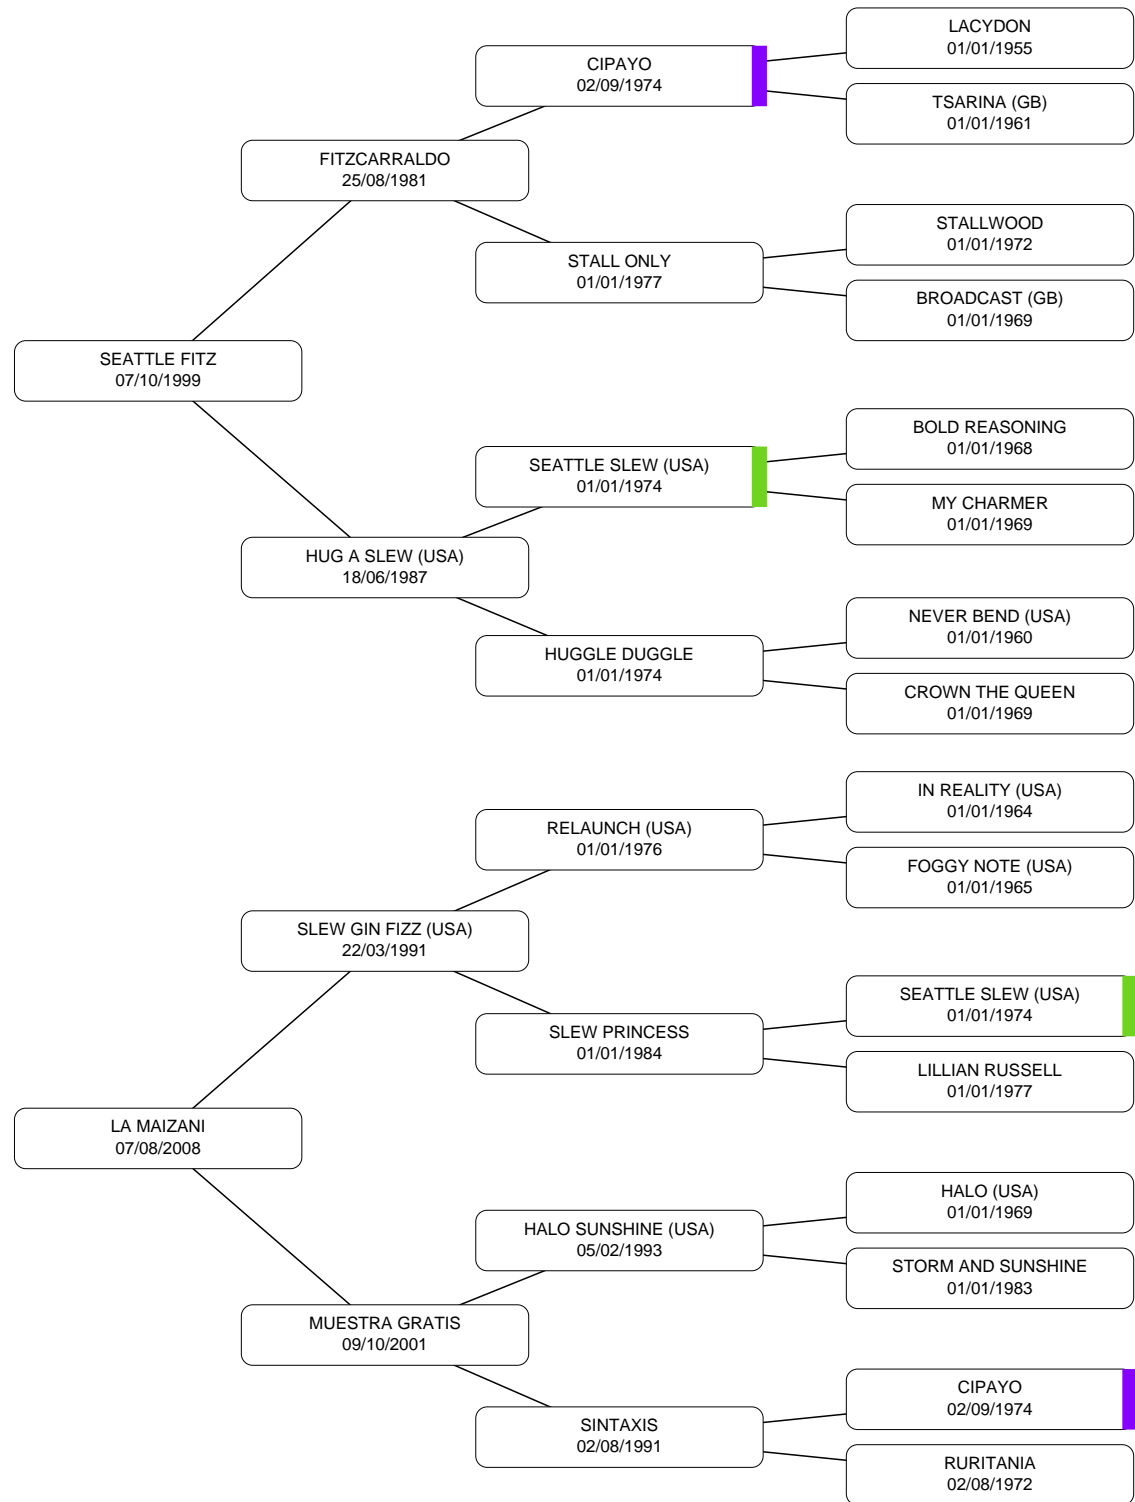 LACYDON
01/01/1955
CIPAYO
02/09/1974
TSARINA (GB)
01/01/1961
FITZCARRALDO
25/08/1981
STALLWOOD
01/01/1972
STALL ONLY
01/01/1977
BROADCAST (GB)
01/01/1969
SEATTLE FITZ
07/10/1999
BOLD REASONING
01/01/1968
SEATTLE SLEW (USA)
01/01/1974
MY CHARMER
01/01/1969
HUG A SLEW (USA)
18/06/1987
NEVER BEND (USA)
01/01/1960
HUGGLE DUGGLE
01/01/1974
CROWN THE QUEEN
01/01/1969
IN REALITY (USA)
01/01/1964
RELAUNCH (USA)
01/01/1976
FOGGY NOTE (USA)
01/01/1965
SLEW GIN FIZZ (USA)
22/03/1991
SEATTLE SLEW (USA)
01/01/1974
SLEW PRINCESS
01/01/1984
LILLIAN RUSSELL
01/01/1977
LA MAIZANI
07/08/2008
HALO (USA)
01/01/1969
HALO SUNSHINE (USA)
05/02/1993
STORM AND SUNSHINE
01/01/1983
MUESTRA GRATIS
09/10/2001
CIPAYO
02/09/1974
SINTAXIS
02/08/1991
RURITANIA
02/08/1972